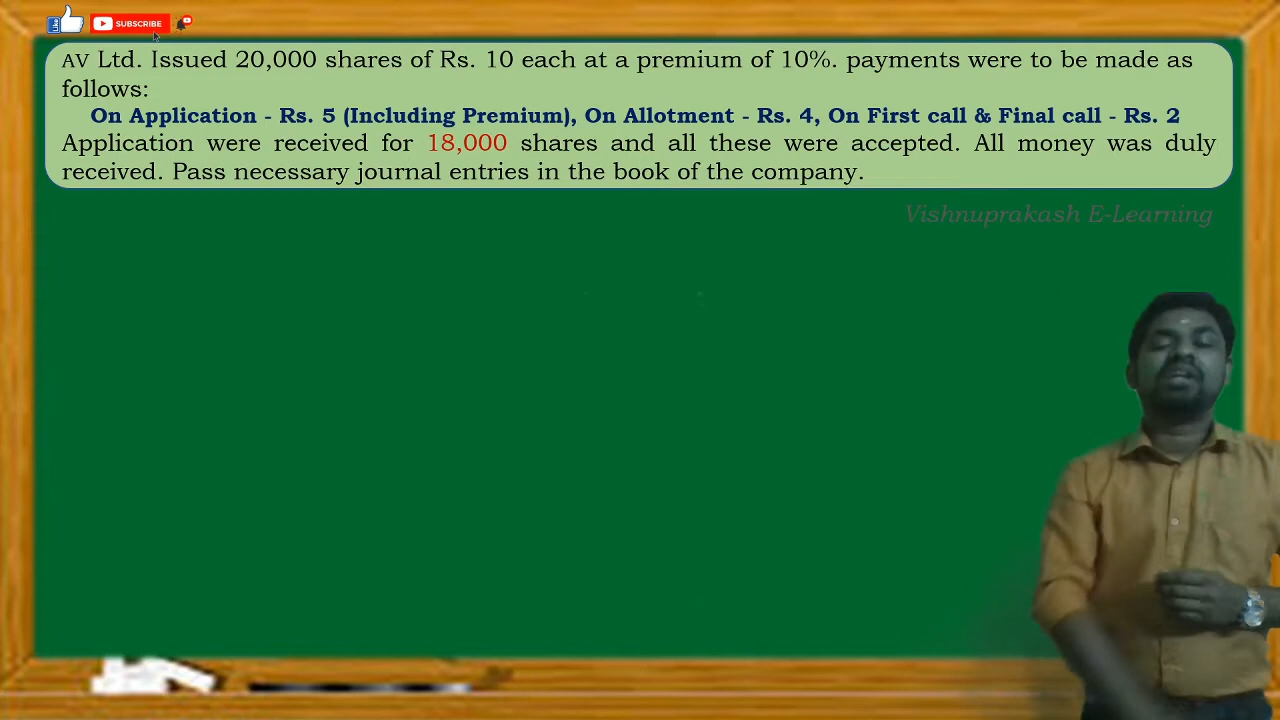 Like
SUBSCRIBE
AV Ltd. Issued 20,000 shares of Rs. 10 each at a premium of 10%. payments were to be made as
follows:
On Application - Rs. 5 (Including Premium), On Allotment - Rs. 4, On First call & Final call - Rs. 2
Application were received for 18,000 shares and all these were accepted. All money was duly
received. Pass necessary journal entries in the book of the company.
Vishnuprakash E-Learning